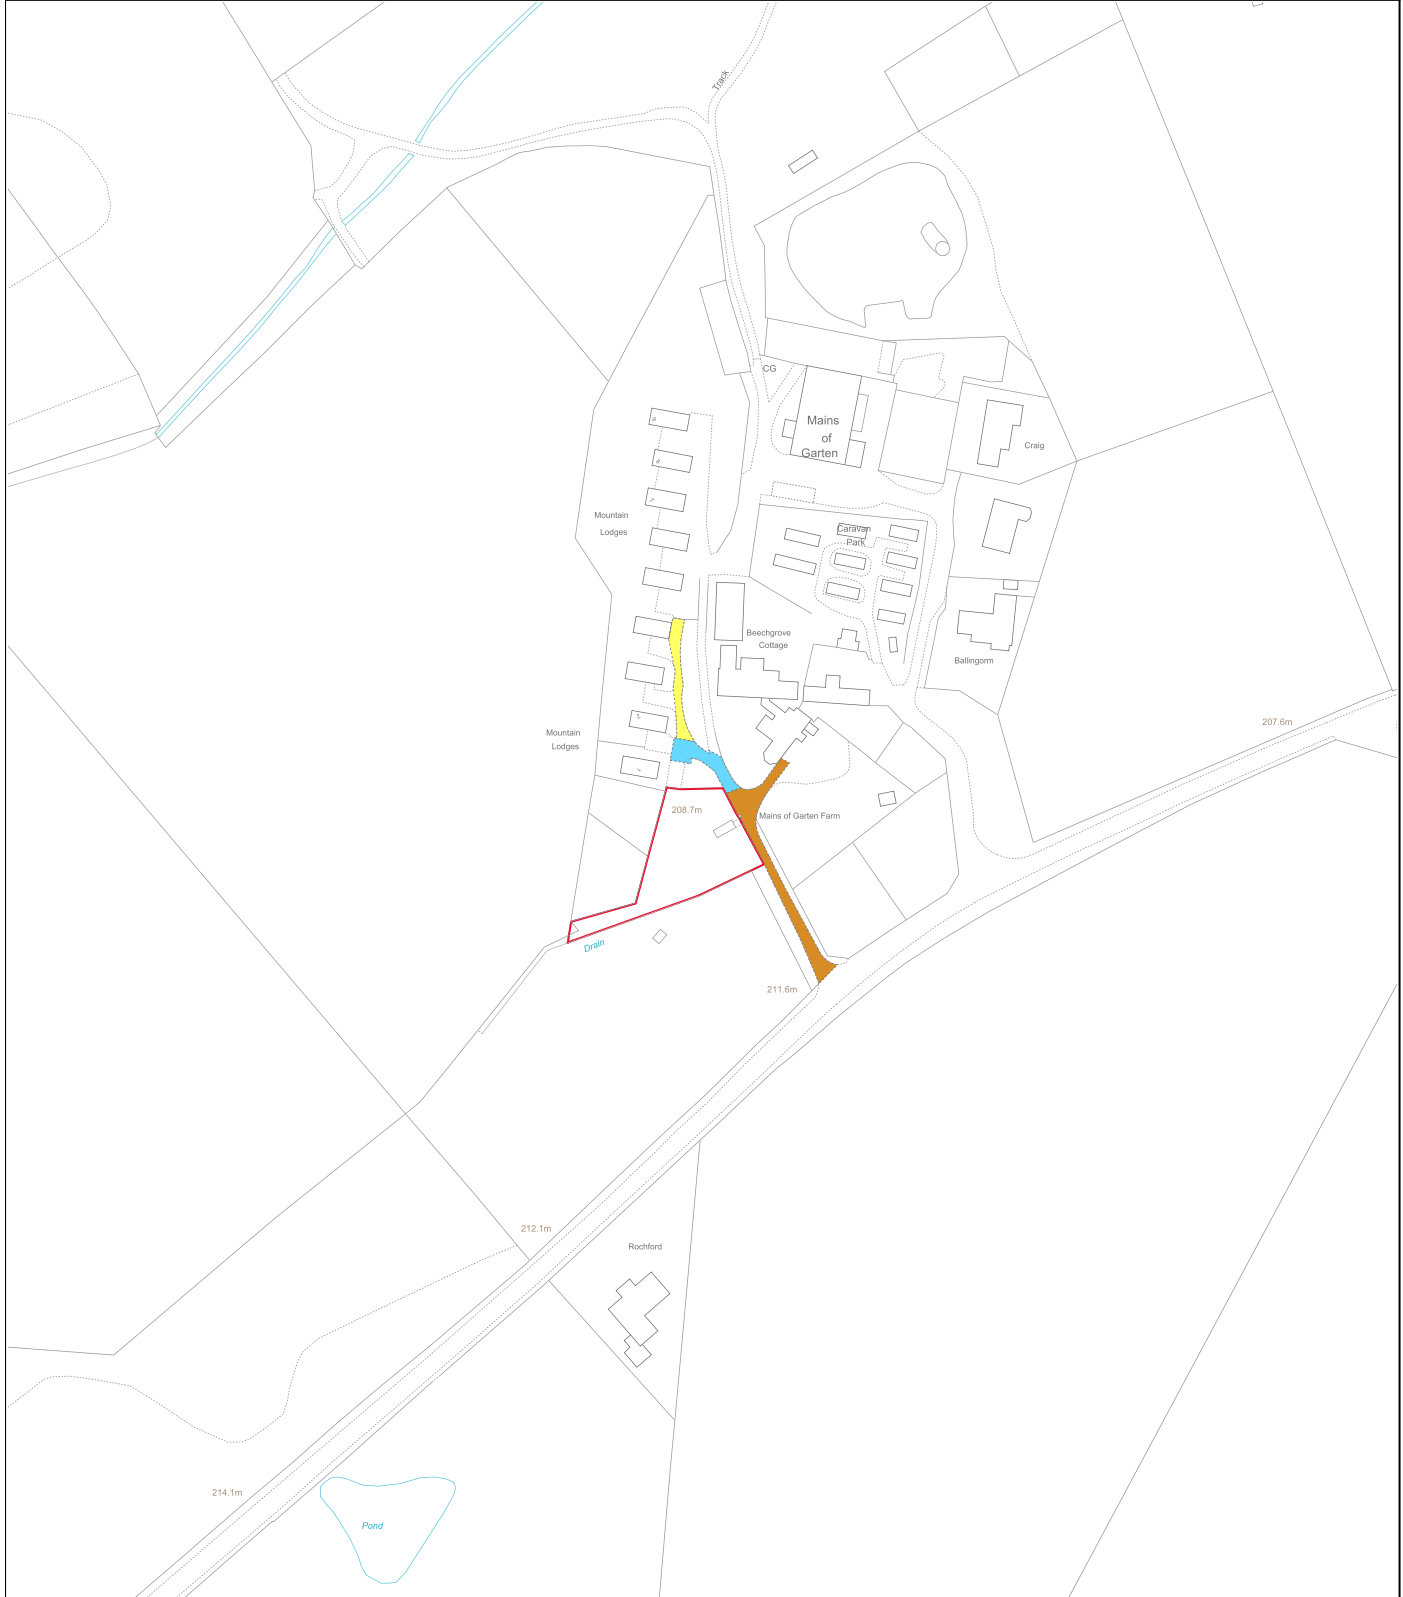 Track
CG
Mains
of
Garten
Craig
Mountain
Lodges
Caravan
Park
Beechgrove
Cottage
Ballingorm
207.6m
Mountain
Lodges
208.7m
Mains of Garten Farm
Drain
211.6m
212.1m
Rochford
214.1m
Pond